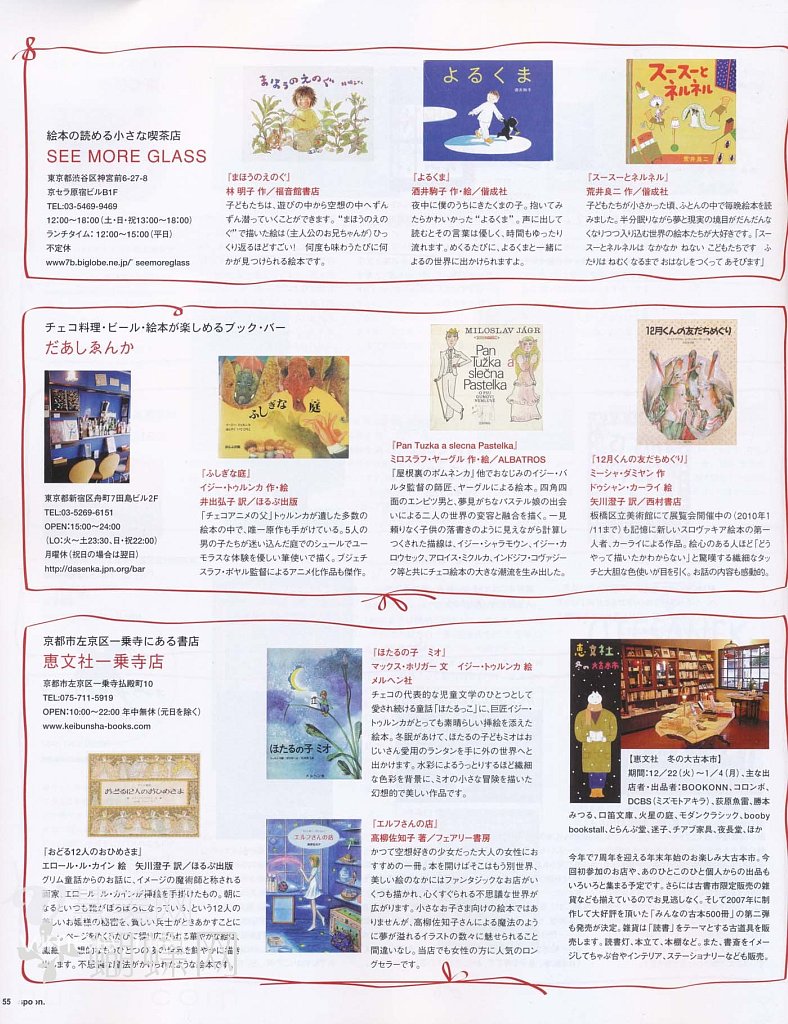 絵本の読める小さな喫茶店
SEE MORE GLASS
東京都渋谷区神宮前6-27-8
京セラ原宿ビルB1F
TEL:03-5469-9469
12:00〜18:00(土・日・祝13:00〜18:00)
ランチタイム: 12:00〜15:00(平日)
不定休
www7b.biglobe.ne.jp/~seemoreglass
まほうのえのぐ
『まほうのえのぐ』
林 明子 作/福音館書店
子どもたちは、遊びの中から空想の中へずん
ずん潜っていくことができます。“まほうのえの
ぐ”で描いた絵は(主人公のお兄ちゃんが)ひっ
くり返るほどすごい! 何度も味わうたびに何
かが見つけられる絵本です。
よるくま
酒井駒子
『よるくま』
酒井駒子 作・絵/偕成社
夜中に僕のうちにきたくまの子。抱いてみ
たらかわいかった“よるくま”。声に出して
読むとその言葉は優しく、時間もゆったり
流れます。めくるたびに、よるくまと一緒に
よるの世界に出かけられますよ。
スースーと
ネルネル
荒井良二
『スースーとネルネル』
荒井良二 作/偕成社
子どもたちが小さかった頃、ふとんの中で毎晩絵本を読
みました。半分眠りながら夢と現実の境目がだんだんな
くなりつつ入り込む世界の絵本たちが大好きです。「スー
スーとネルネルは なかなか ねない こどもたちです ふ
たりは ねむく なるまで おはなしをつくって あそびます」
チェコ料理・ビール・絵本が楽しめるブック・バー
だあしゑんか
東京都新宿区舟町7田島ビル2F
TEL:03-5269-6151
OPEN:15:00〜24:00
(LO:火〜土23:30、日・祝22:00)
月曜休(祝日の場合は翌日)
http://dasenka.jpn.org/bar
ふしぎな 庭
『ふしぎな庭』
イジー・トゥルンカ 作・絵
井出弘子 訳/ほるぷ出版
「チェコアニメの父」トゥルンカが遺した多数の
絵本の中で、唯一原作も手がけている。5人の
男の子たちが迷い込んだ庭でのシュールでユー
モラスな体験を優しい筆使いで描く。ブジェチ
スラフ・ポヤル監督によるアニメ化作品も傑作。
MILOSLAV JÁGR
Pan
Tužka a
slečna
Pastelka
『Pan Tuzka a slecna Pastelka』
ミロスラフ・ヤーグル 作・絵/ALBATROS
「屋根裏のポムネンカ」他でおなじみのイジー・バ
ルタ監督の師匠、ヤーグルによる絵本。四角四
面のエンピツ男と、夢見がちなパステル娘の出会
いによる二人の世界の変容と融合を描く。一見
頼りなく子供の落書きのように見えながら計算し
つくされた描線は、イジー・シャラモウン、イジー・カ
ロウセック、アロイス・ミクルカ、インドジフ・コヴァジー
ク等と共にチェコ絵本の大きな潮流を生み出した。
12月くんの友だちめぐり
『12月くんの友だちめぐり』
ミーシャ・ダミヤン 作
ドゥシャン・カーライ 絵
矢川澄子 訳/西村書店
板橋区立美術館にて展覧会開催中の(2010年1
/11まで)も記憶に新しいスロヴァキア絵本の第一
人者、カーライによる作品。絵心のある人ほど「どう
やって描いたかわからない」と驚嘆する繊細なタッ
チと大胆な色使いが目を引く。お話の内容も感動的。
京都市左京区一乗寺にある書店
恵文社一乗寺店
京都市左京区一乗寺払殿町10
TEL:075-711-5919
OPEN:10:00〜22:00 年中無休(元日を除く)
www.keibunsha-books.com
おどる12人のおひめさま
『おどる12人のおひめさま』
エロール・ル・カイン 絵 矢川澄子 訳/ほるぷ出版
グリム童話からのお話に、イメージの魔術師と称される
画家、エロール・ル・カインが挿絵を手掛けたもの。朝に
なるといつも靴がぼろぼろになっている、という12人の
美しいお姫様の秘密を、貧しい兵士がときあかすことに
ほたるの子 ミオ
『ほたるの子 ミオ』
マックス・ボリガー 文 イジー・トゥルンカ 絵
メルヘン社
チェコの代表的な児童文学のひとつとして
愛され続ける童話「ほたるっこ」に、巨匠イジー・
トゥルンカがとっても素晴らしい挿絵を添えた
絵本。冬眠があけて、ほたるの子どもミオはお
じいさん愛用のランタンを手に外の世界へと
出かけます。水彩によるうっとりするほど繊細
な色彩を背景に、ミオの小さな冒険を描いた
幻想的で美しい作品です。
エルフさんの店
『エルフさんの店』
高柳佐知子 著/フェアリー書房
かつて空想好きの少女だった大人の女性にお
すすめの一冊。本を開けばそこはもう別世界、
美しい絵のなかにはファンタジックなお店がい
くつも描かれ、心くすぐられる不思議な世界が
広がります。小さなお子さま向けの絵本ではあ
りませんが、高柳佐知子さんによる魔法のよう
に夢が溢れるイラストの数々に魅せられること
間違いなし。当店でも女性の方に人気のロン
グセラーです。
恵文社
冬の大古本市
【恵文社 冬の大古本市】
期間:12/22(火)〜1/4(月)、主な出
店者・出品者:BOOKONN、コロンボ、
DCBS(ミズモトアキラ)、荻原魚雷、勝本
みつる、口笛文庫、火星の庭、モダンクラシック、booby
bookstall、とらんぷ堂、迷子、チアプ家具、夜長堂、ほか
今年で7周年を迎える年末年始のお楽しみ大古本市。今
回初参加のお店や、あのひとこのひと個人からの出品も
いろいろと集まる予定です。さらには古書市限定販売の雑
貨なども揃えているのでお見逃しなく。そして2007年に制
作して大好評を頂いた「みんなの古本500冊」の第二弾
も発売が決定。雑貨は「読書」をテーマとする古道具を販
売します。読書灯、本立て、本棚など。また、書斎をイメー
ジしてちゃぶ台やインテリア、ステーショナリーなども販売。
55 spoon.